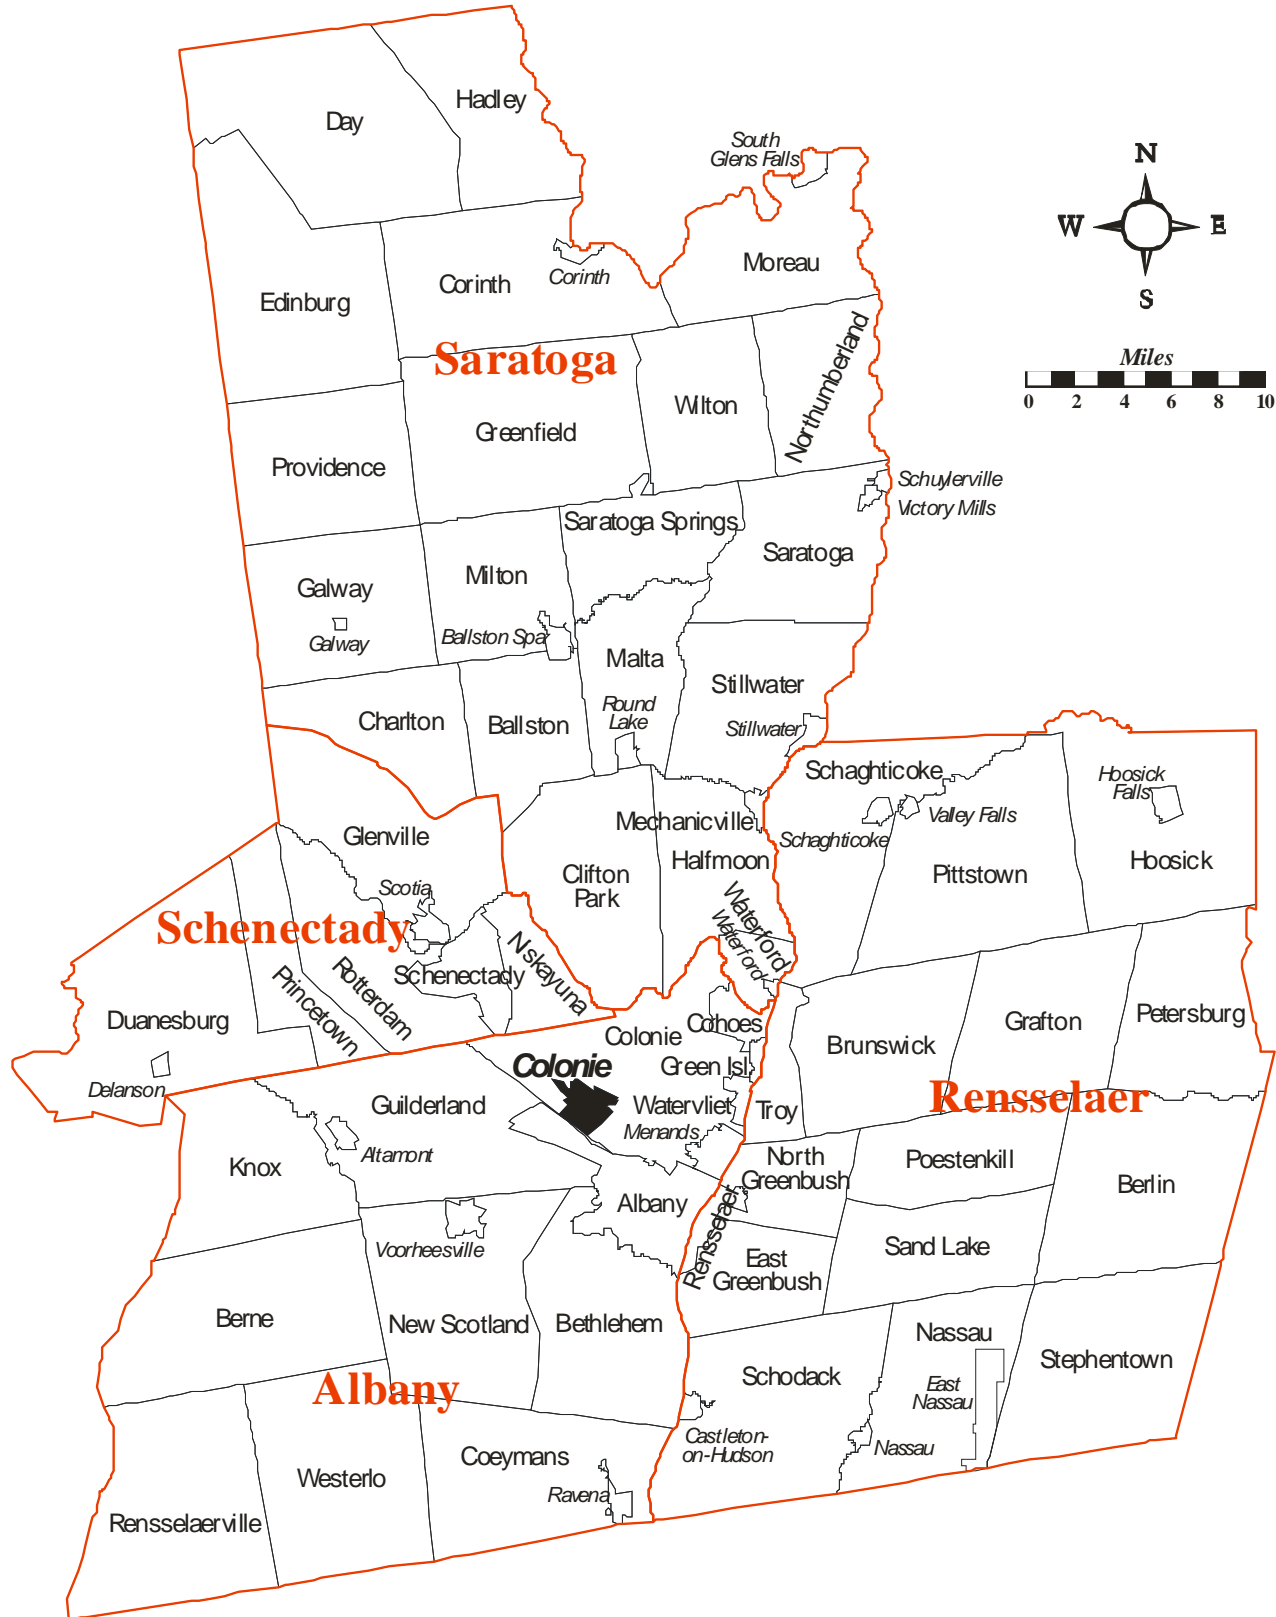 Hadley
Day
South
Glens Falls
N
W
E
S
Moreau
Corinth
Corinth
Edinburg
Saratoga
Northumberland
Miles
0 2 4 6 8 10
Wilton
Greenfield
Providence
Schuylerville
Victory Mills
Saratoga Springs
Saratoga
Milton
Galway
Galway
Ballston Spa
Malta
Stillwater
Round
Lake
Stillwater
Charlton
Ballston
Schaghticoke
Hoosick
Falls
Valley Falls
Schaghticoke
Mechanicville
Glenville
Halfmoon
Hoosick
Clifton
Park
Pittstown
Scotia
Waterford
Waterford
Schenectady
Niskayuna
Schenectady
Rotterdam
Princetown
Duanesburg
Delanson
Colonie
Cohoes
Petersburg
Grafton
Brunswick
Green Isl.
Colonie
Rensselaer
Guilderland
Watervliet
Troy
Menands
Altamont
Knox
North
Greenbush
Poestenkill
Berlin
Albany
Rensselaer
Voorheesville
Sand Lake
East
Greenbush
Berne
New Scotland
Bethlehem
Nassau
Stephentown
Schodack
East
Nassau
Albany
Castleton-
on-Hudson
Nassau
Coeymans
Westerlo
Ravena
Rensselaerville